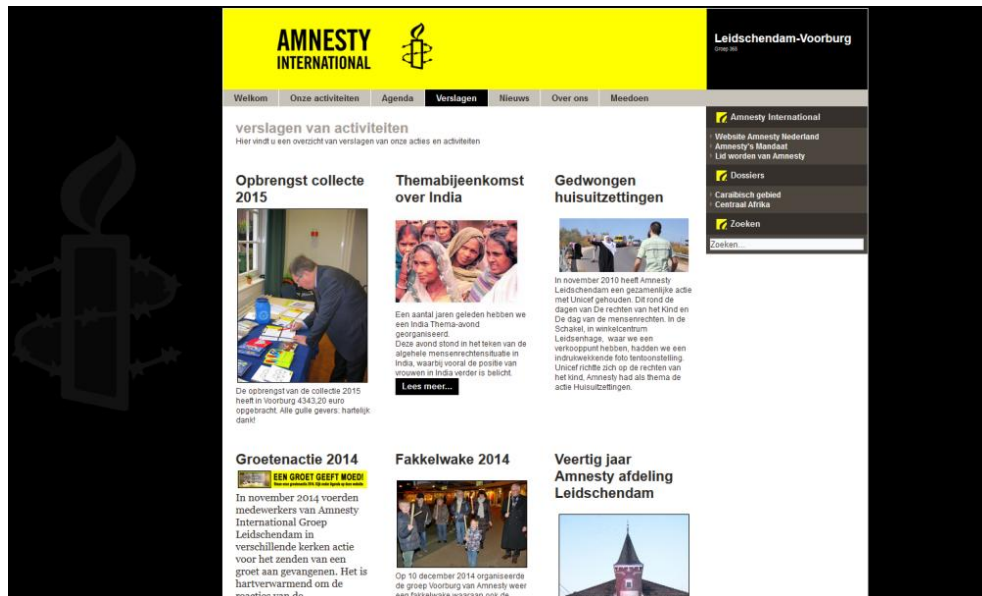 AMNESTY
INTERNATIONAL
Leidschendam-Voorburg
Groep 365
Welkom
Onze activiteiten
Agenda
Verslagen
Nieuws
Over ons
Meedoen
verslagen van activiteiten
Hier vindt u een overzicht van verslagen van onze acties en activiteiten
Opbrengst collecte
2015
De opbrengst van de collectie 2015
heeft in Voorburg 4343,20 euro
opgebracht. Alle gulle gevers: hartelijk
dank!
Themabijeenkomst
over India
Een aantal jaren geleden hebben we
een India Thema-avond
georganiseerd.
Deze avond stond in het teken van de
algehele mensenrechtensituatie in
India, waarbij vooral de positie van
vrouwen in India verder is belicht.
Lees meer...
Gedwongen
huisuitzettingen
In november 2010 heeft Amnesty
Leidschendam een gezamenlijke actie
met Unicef gehouden. Dit rond de
dagen van De rechten van het Kind en
De dag van de mensenrechten. In de
Schakel, in winkelcentrum
Leidsenhage, waar we een
verkooppunt hebben, hadden we een
indrukwekkende foto tentoonstelling.
Unicef richtte zich op de rechten van
het kind, Amnesty had als thema de
actie Huisuitzettingen.
Groetenactie 2014
EEN GROET GEEFT MOED!
In november 2014 voerden
medewerkers van Amnesty
International Groep
Leidschendam in
verschillende kerken actie
voor het zenden van een
groet aan gevangenen. Het is
hartverwarmend om de
reacties van de
Fakkelwake 2014
Op 10 december 2014 organiseerde
de groep Voorburg van Amnesty weer
een fakkelwake waaraan ook de
Veertig jaar
Amnesty afdeling
Leidschendam
Amnesty International
Website Amnesty Nederland
Amnesty's Mandaat
Lid worden van Amnesty
Dossiers
Caraïbisch gebied
Centraal Afrika
Zoeken
Zoeken...